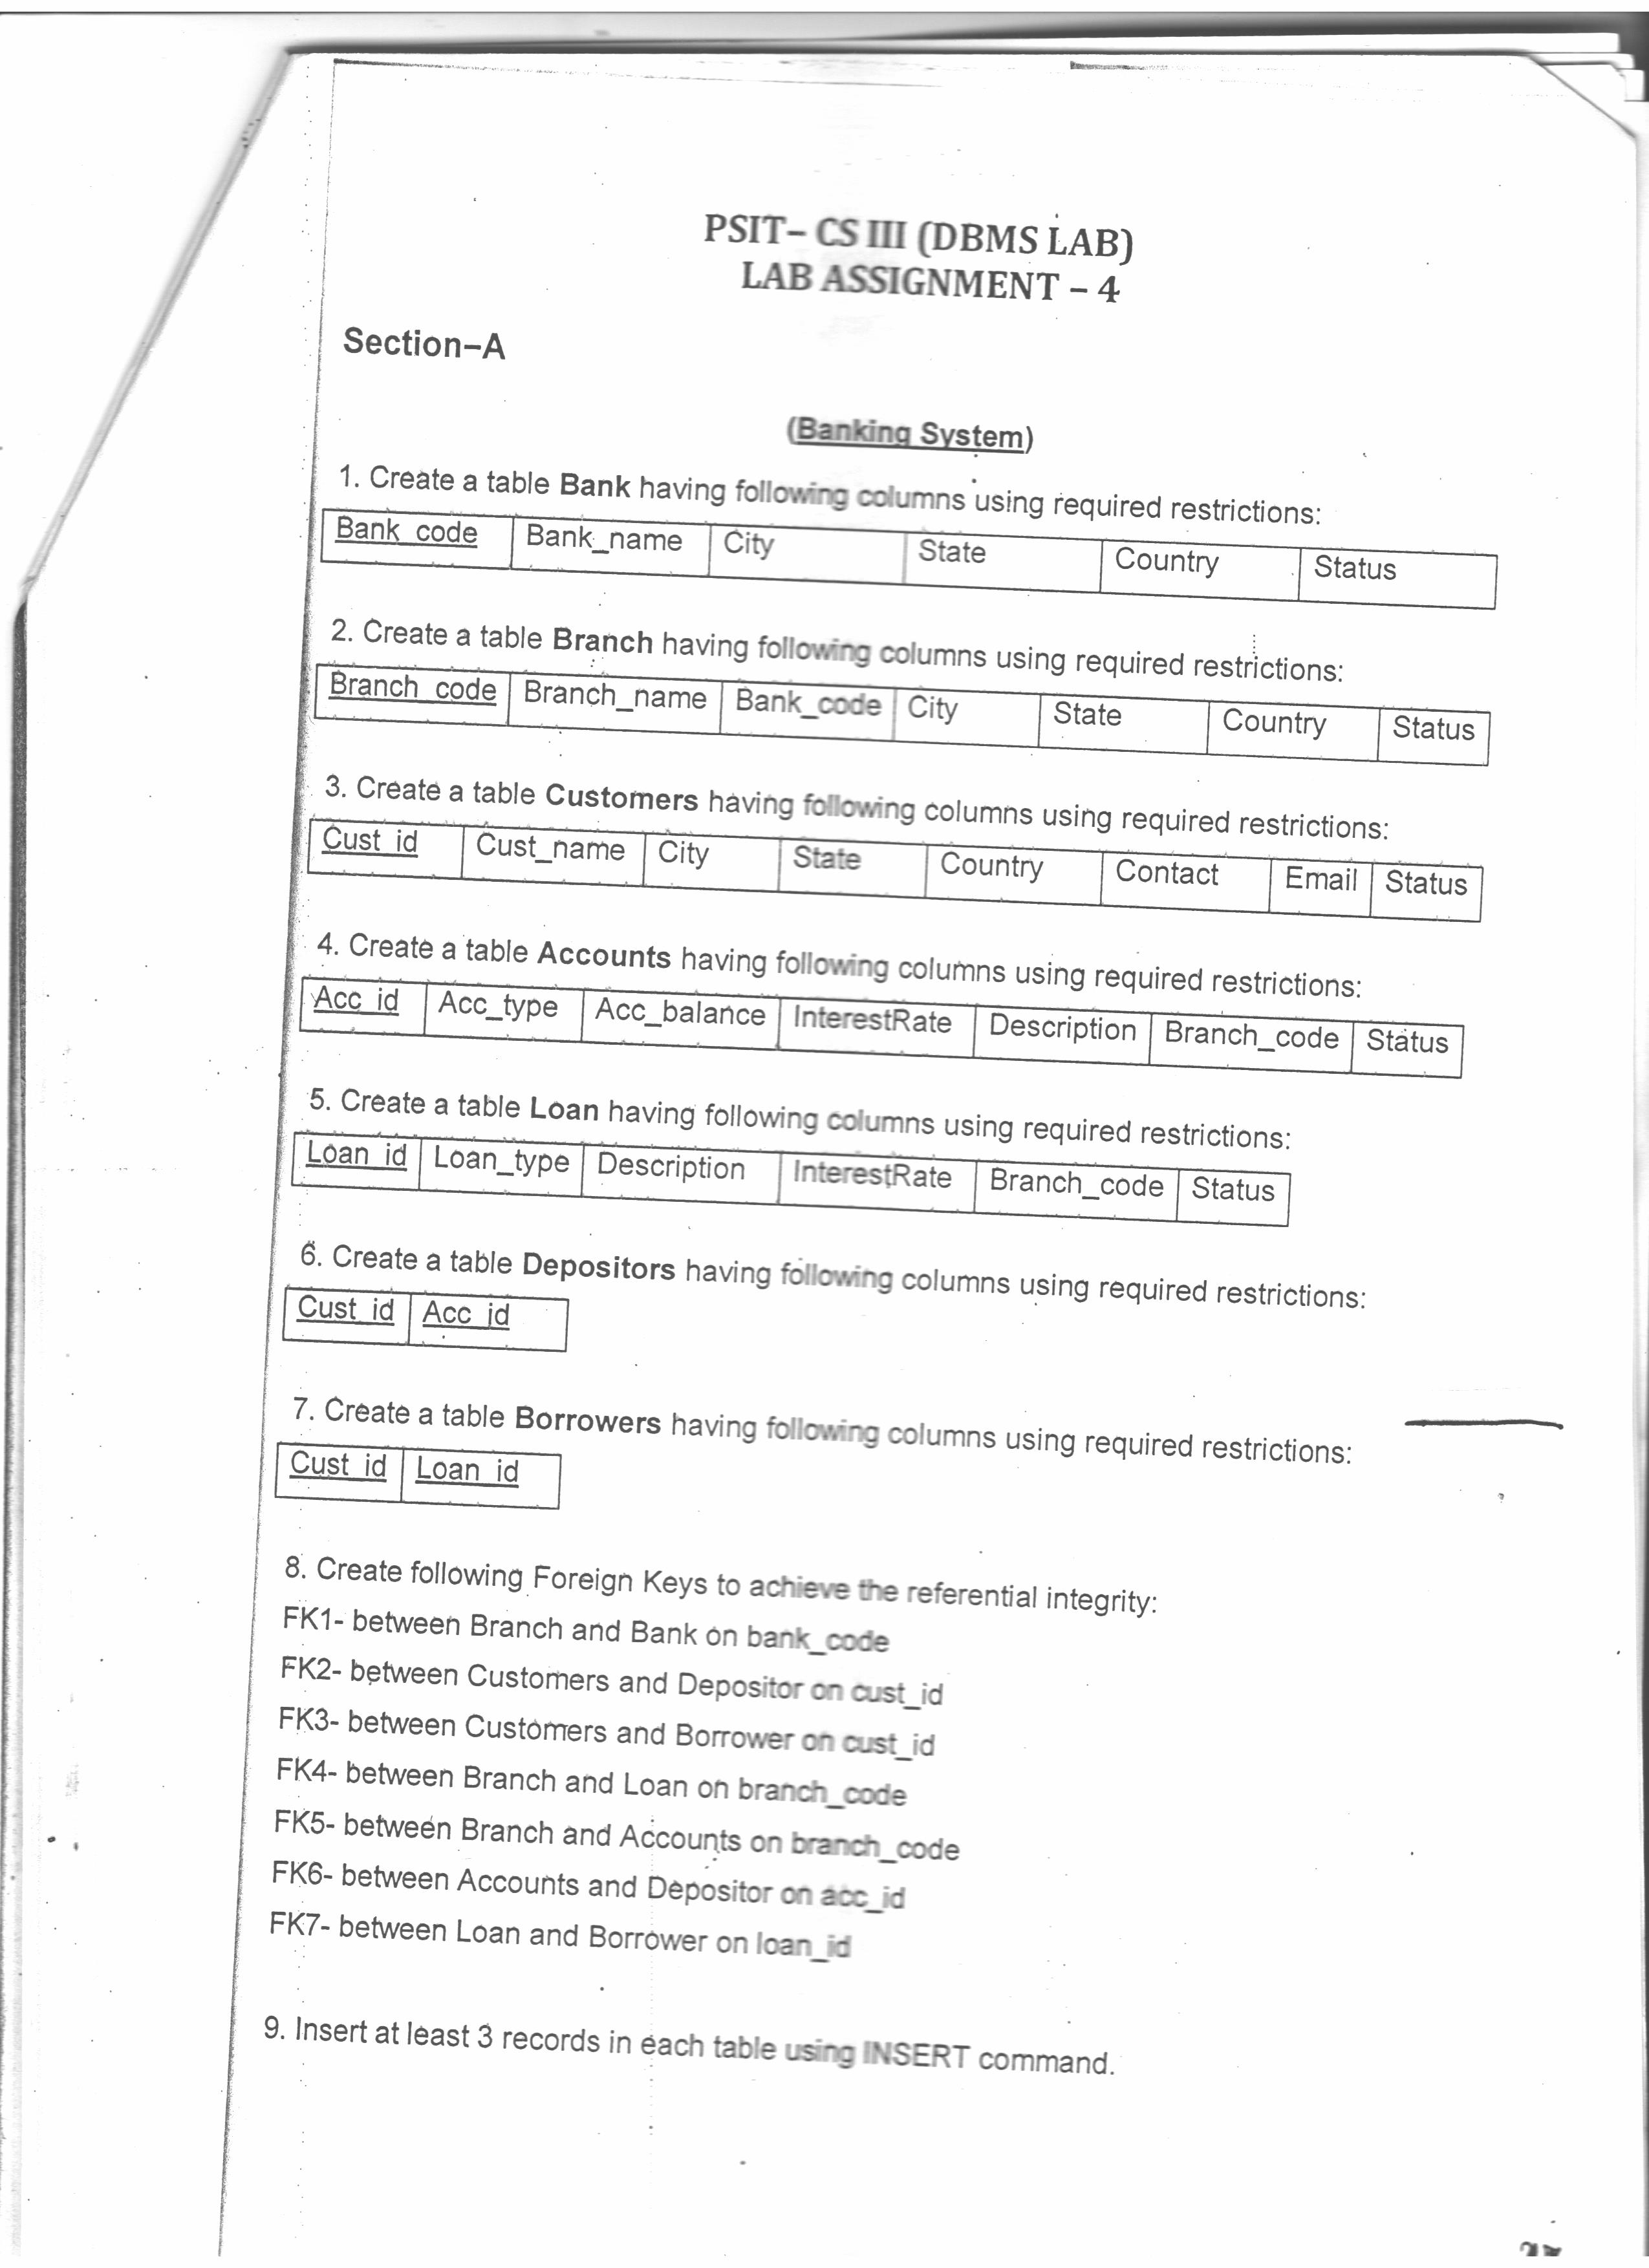 PSIT– CS III (DBMS LAB)
LAB ASSIGNMENT – 4
Section–A
(Banking System)
1. Create a table Bank having following columns using required restrictions:
Bank_code Bank_name City State Country Status
2. Create a table Branch having following columns using required restrictions:
Branch_code Branch_name Bank_code City State Country Status
3. Create a table Customers having following columns using required restrictions:
Cust_id Cust_name City State Country Contact Email Status
4. Create a table Accounts having following columns using required restrictions:
Acc_id Acc_type Acc_balance InterestRate Description Branch_code Status
5. Create a table Loan having following columns using required restrictions:
Loan_id Loan_type Description InterestRate Branch_code Status
6. Create a table Depositors having following columns using required restrictions:
Cust_id Acc_id
7. Create a table Borrowers having following columns using required restrictions:
Cust_id Loan_id
8. Create following Foreign Keys to achieve the referential integrity:
FK1- between Branch and Bank on bank_code
FK2- between Customers and Depositor on cust_id
FK3- between Customers and Borrower on cust_id
FK4- between Branch and Loan on branch_code
FK5- between Branch and Accounts on branch_code
FK6- between Accounts and Depositor on acc_id
FK7- between Loan and Borrower on loan_id
9. Insert at least 3 records in each table using INSERT command.